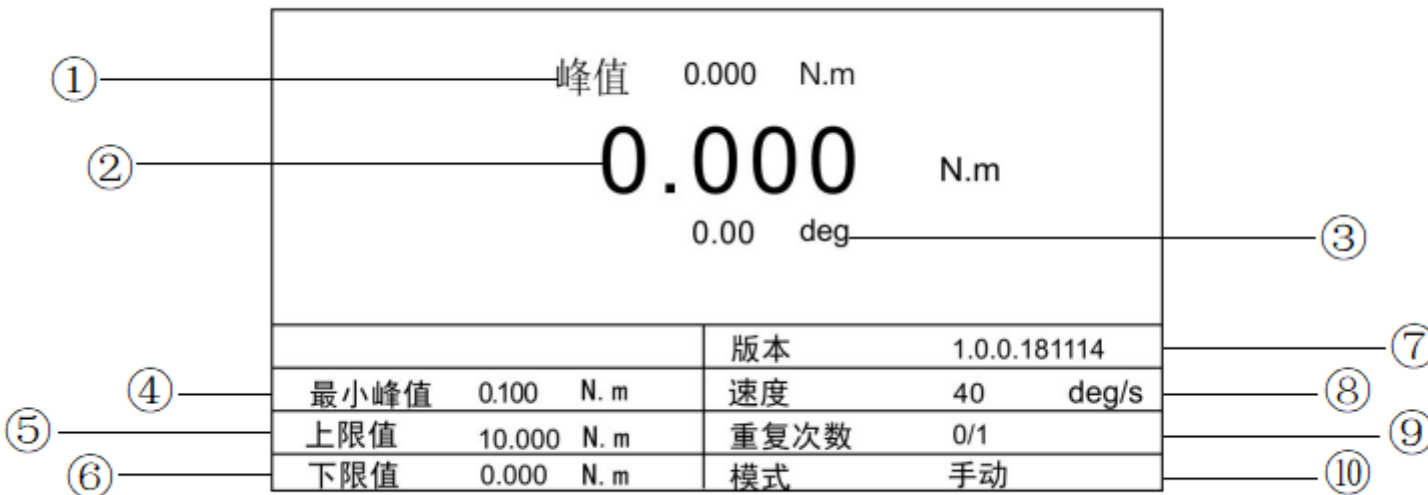 ① 峰值 0.000 N.m
② 0.000 N.m
0.00 deg ③
版本 1.0.0.181114 ⑦
④ 最小峰值 0.100 N.m 速度 40 deg/s ⑧
⑤ 上限值 10.000 N.m 重复次数 0/1 ⑨
⑥ 下限值 0.000 N.m 模式 手动 ⑩